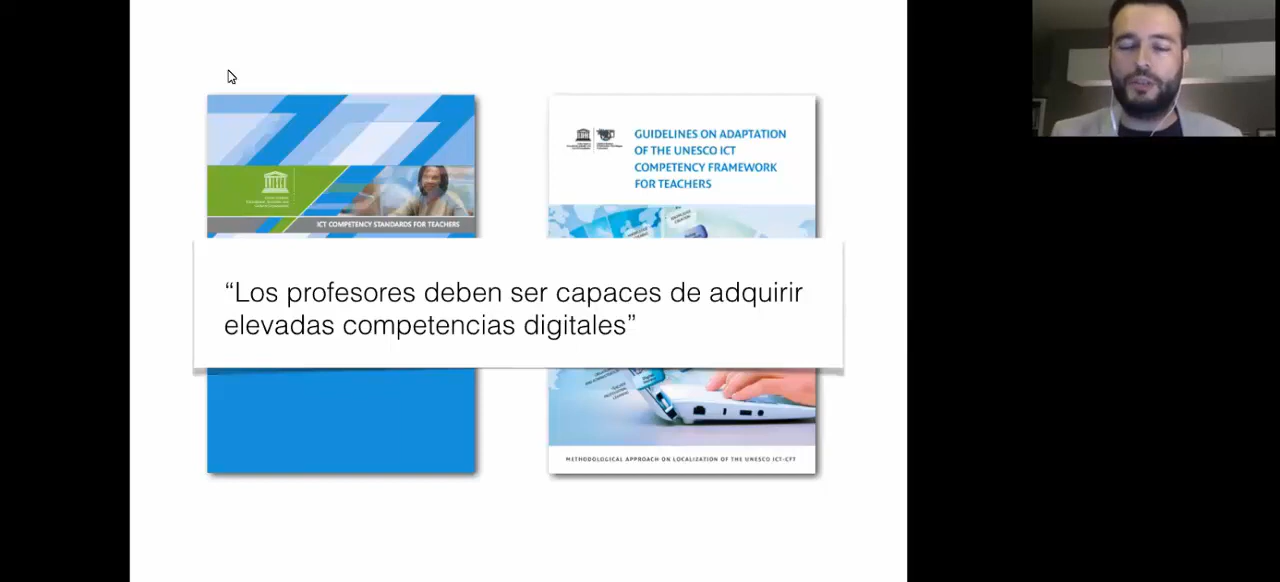 GUIDELINES ON ADAPTATION
OF THE UNESCO ICT
COMPETENCY FRAMEWORK
FOR TEACHERS
ICT COMPETENCY STANDARDS FOR TEACHERS
“Los profesores deben ser capaces de adquirir
elevadas competencias digitales”
METHODOLOGICAL APPROACH ON LOCALIZATION OF THE UNESCO ICT-CFT